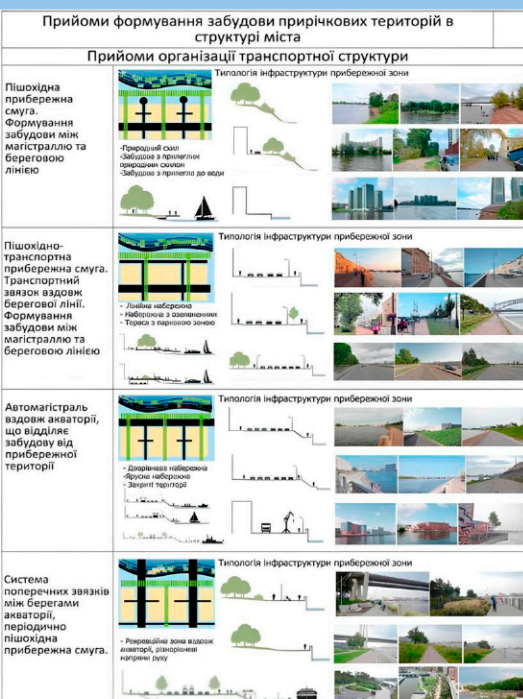 Прийоми формування забудови прирічкових територій в
структурі міста
Прийоми організації транспортної структури
Пішохідна
прибережна
смуга.
Формування
забудови між
магістраллю та
береговою
лінією
Типологія інфраструктури прибережної зони
-Природний схил
-Забудова з прилеглим
природним схилом
-Забудова з прилегла до води
Пішохідно-
транспортна
прибережна смуга.
Транспортний
звязок вздовж
берегової лінії.
Формування
забудови між
магістраллю та
береговою лінією
Типологія інфраструктури прибережної зони
- Лінійна набережна
- Набережна з озелененням
- Тераса з парковою зоною
Автомагістраль
вздовж акваторії,
що відділяє
забудову від
прибережної
території
Типологія інфраструктури прибережної зони
- Дворівнева набережна
-Ярусна набережна
- Закриті території
Система
поперечних звязків
між берегами
акваторії,
періодично
пішохідна
прибережна смуга.
Типологія інфраструктури прибережної зони
- Рекреаційна зона вздовж
акваторії, різнорівневі
напрями руху